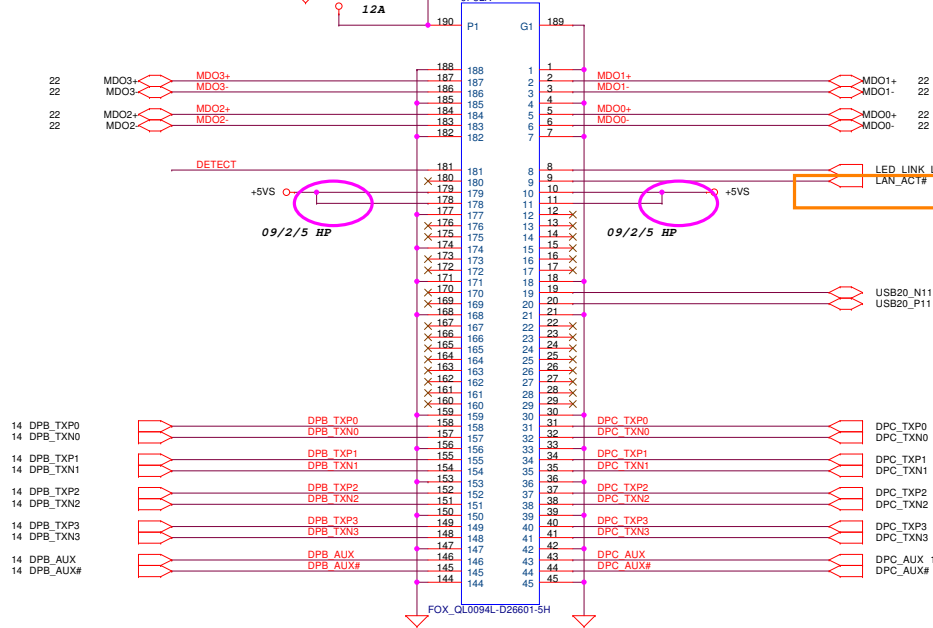 12A
190 P1 G1 189
188 188 1 1
22 MDO3+ MDO3+ 187 187 2 2 MDO1+ MDO1+ 22
22 MDO3- MDO3- 186 186 3 3 MDO1- MDO1- 22
185 185 4 4
22 MDO2+ MDO2+ 184 184 5 5 MDO0+ MDO0+ 22
22 MDO2- MDO2- 183 183 6 6 MDO0- MDO0- 22
182 182 7 7
DETECT 181 181 8 8 LED_LINK
180 180 9 9 LAN_ACT#
+5VS 179 179 10 10 +5VS
178 178 11 11
177 177 12 12
09/2/5 HP 176 176 13 13 09/2/5 HP
175 175 14 14
174 174 15 15
173 173 16 16
172 172 17 17
171 171 18 18
170 170 19 19 USB20_N11
169 169 20 20 USB20_P11
168 168 21 21
167 167 22 22
166 166 23 23
165 165 24 24
164 164 25 25
163 163 26 26
162 162 27 27
161 161 28 28
160 160 29 29
159 159 30 30
14 DPB_TXP0 DPB_TXP0 158 158 31 31 DPC_TXP0 DPC_TXP0
14 DPB_TXN0 DPB_TXN0 157 157 32 32 DPC_TXN0 DPC_TXN0
156 156 33 33
14 DPB_TXP1 DPB_TXP1 155 155 34 34 DPC_TXP1 DPC_TXP1
14 DPB_TXN1 DPB_TXN1 154 154 35 35 DPC_TXN1 DPC_TXN1
153 153 36 36
14 DPB_TXP2 DPB_TXP2 152 152 37 37 DPC_TXP2 DPC_TXP2
14 DPB_TXN2 DPB_TXN2 151 151 38 38 DPC_TXN2 DPC_TXN2
150 150 39 39
14 DPB_TXP3 DPB_TXP3 149 149 40 40 DPC_TXP3 DPC_TXP3
14 DPB_TXN3 DPB_TXN3 148 148 41 41 DPC_TXN3 DPC_TXN3
147 147 42 42
14 DPB_AUX DPB_AUX 146 146 43 43 DPC_AUX DPC_AUX
14 DPB_AUX# DPB_AUX# 145 145 44 44 DPC_AUX# DPC_AUX#
144 144 45 45
FOX_QL0094L-D26601-5H